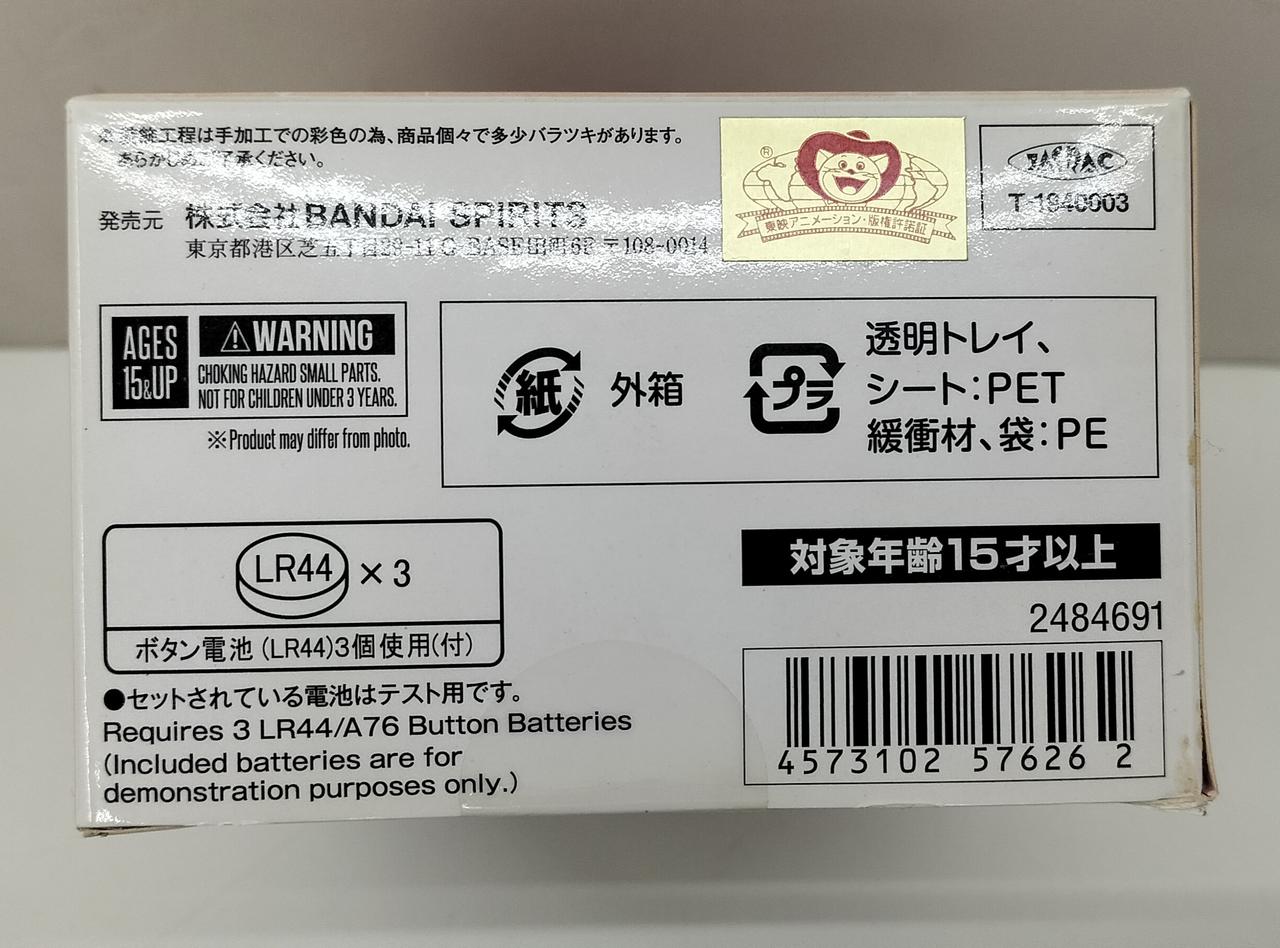 ※ 塗装工程は手加工での彩色の為、商品個々で多少バラツキがあります。
あらかじめご了承ください。
発売元 株式会社BANDAI SPIRITS
東京都港区芝五丁目29-11 G-BASE田町6F 〒108-0014
®
東映アニメーション・版権許諾証
JASRAC
T-1940003
AGES
15&UP
⚠WARNING
CHOKING HAZARD SMALL PARTS.
NOT FOR CHILDREN UNDER 3 YEARS.
※Product may differ from photo.
紙 外箱
プラ
透明トレイ、
シート:PET
緩衝材、袋:PE
LR44 × 3
ボタン電池 (LR44)3個使用(付)
●セットされている電池はテスト用です。
Requires 3 LR44/A76 Button Batteries
(Included batteries are for
demonstration purposes only.)
対象年齢15才以上
2484691
4573102 57626 2